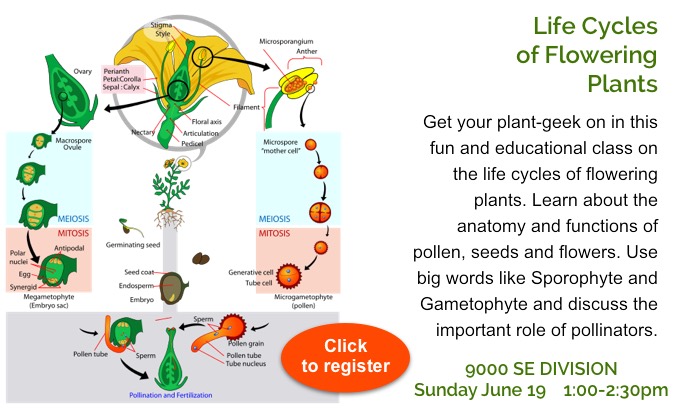 Stigma
Style
Microsporangium
Anther
Ovary
Perianth
Petal:Corolla
Sepal : Calyx
Filament
Floral axis
Nectary
Articulation
Pedicel
Macrospore
Ovule
Microspore
"mother cell"
MEIOSIS
MEIOSIS
MITOSIS
MITOSIS
Germinating seed
Antipodal
Polar
nuclei
Egg
Synergid
Megametophyte
(Embryo sac)
Seed coat
Endosperm
Embryo
Generative cell
Tube cell
Microgametophyte
(pollen)
Pollen tube
Sperm
Sperm
Pollen grain
Pollen tube
Tube nucleus
Pollination and Fertilization
Click
to register
Life Cycles
of Flowering
Plants
Get your plant-geek on in this
fun and educational class on
the life cycles of flowering
plants. Learn about the
anatomy and functions of
pollen, seeds and flowers. Use
big words like Sporophyte and
Gametophyte and discuss the
important role of pollinators.
9000 SE DIVISION
Sunday June 19 1:00-2:30pm